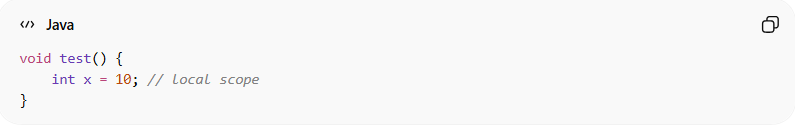 </> Java
void test() {
    int x = 10; // local scope
}